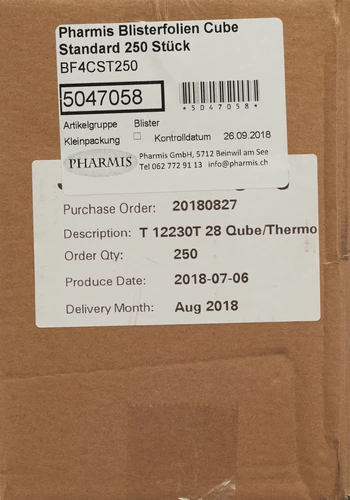 Pharmis Blisterfolien Cube
Standard 250 Stück
BF4CST250
5047058
*5047058*
Artikelgruppe Blister
Kleinpackung Kontrolldatum 26.09.2018
PHARMIS
Pharmis GmbH, 5712 Beinwil am See
Tel 062 772 91 13 info@pharmis.ch
Purchase Order: 20180827
Description: T 12230T 28 Qube/Thermo
Order Qty: 250
Produce Date: 2018-07-06
Delivery Month: Aug 2018